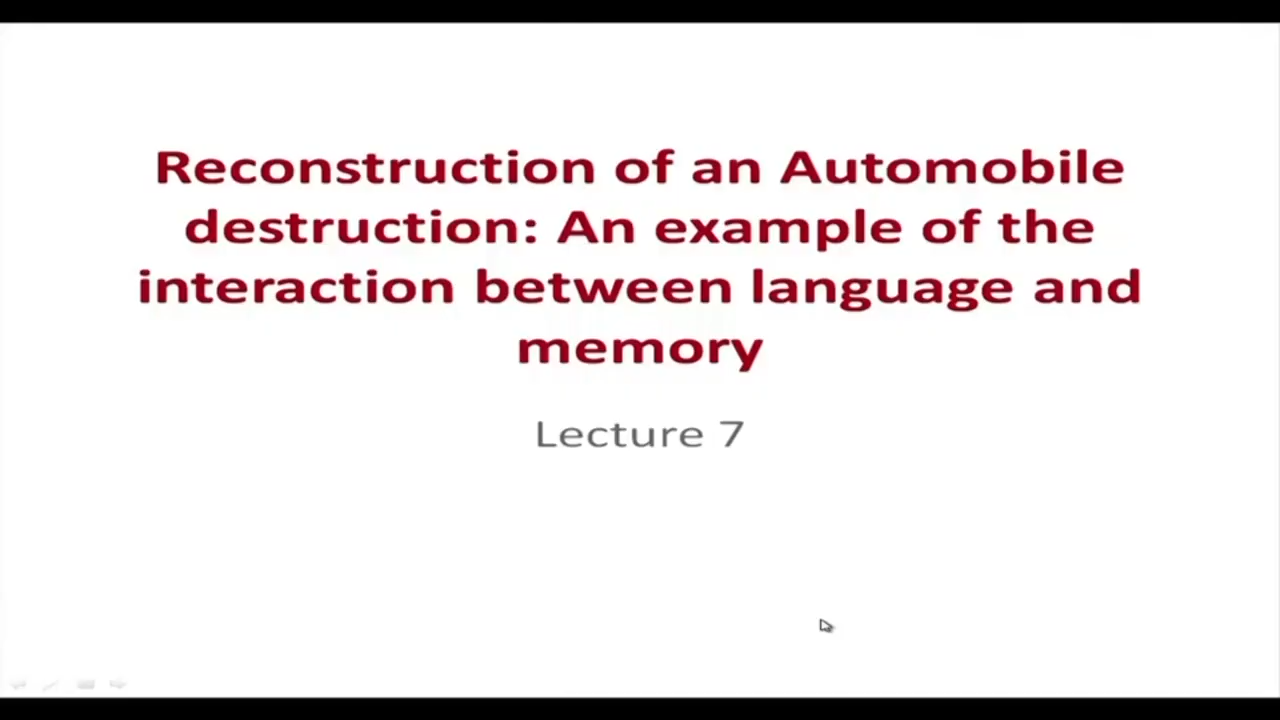 Reconstruction of an Automobile
destruction: An example of the
interaction between language and
memory
Lecture 7